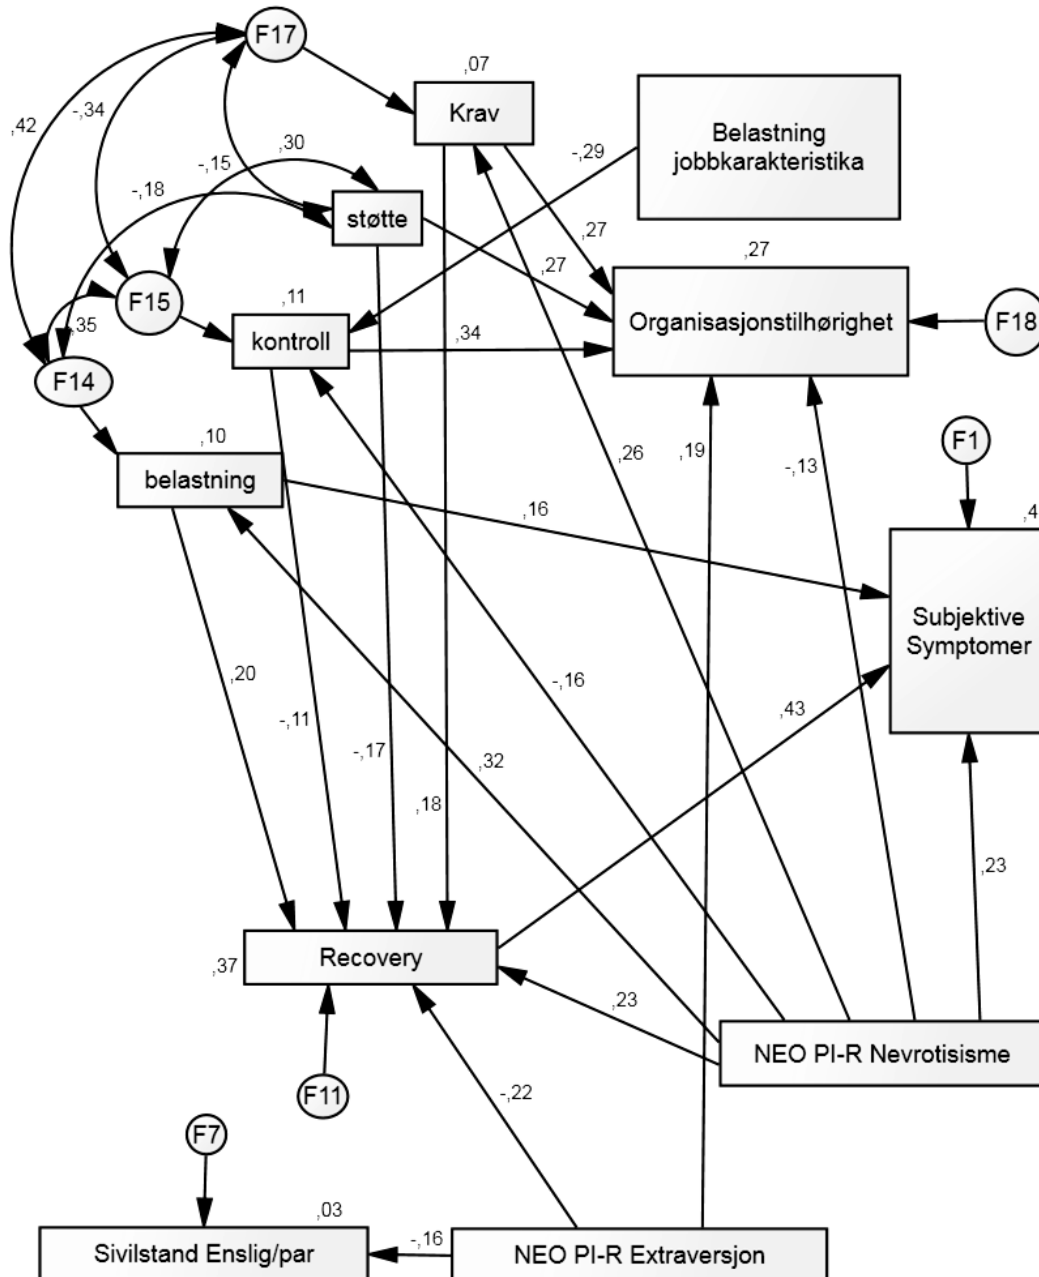 F17
,07
Krav
Belastning
jobbkarakteristika
,42
-,34
,30
-,15
-,18
-,29
støtte
,27
,27
,27
F15
,11
Organisasjonstilhørighet
F18
,35
kontroll
,34
F14
,10
,26
,19
-,13
F1
belastning
,16
,4
Subjektive
Symptomer
,20
-,11
-,16
,43
-,17
,32
,18
,23
Recovery
,37
,23
NEO PI-R Nevrotisisme
F11
-,22
F7
,03
Sivilstand Enslig/par
-,16
NEO PI-R Extraversjon